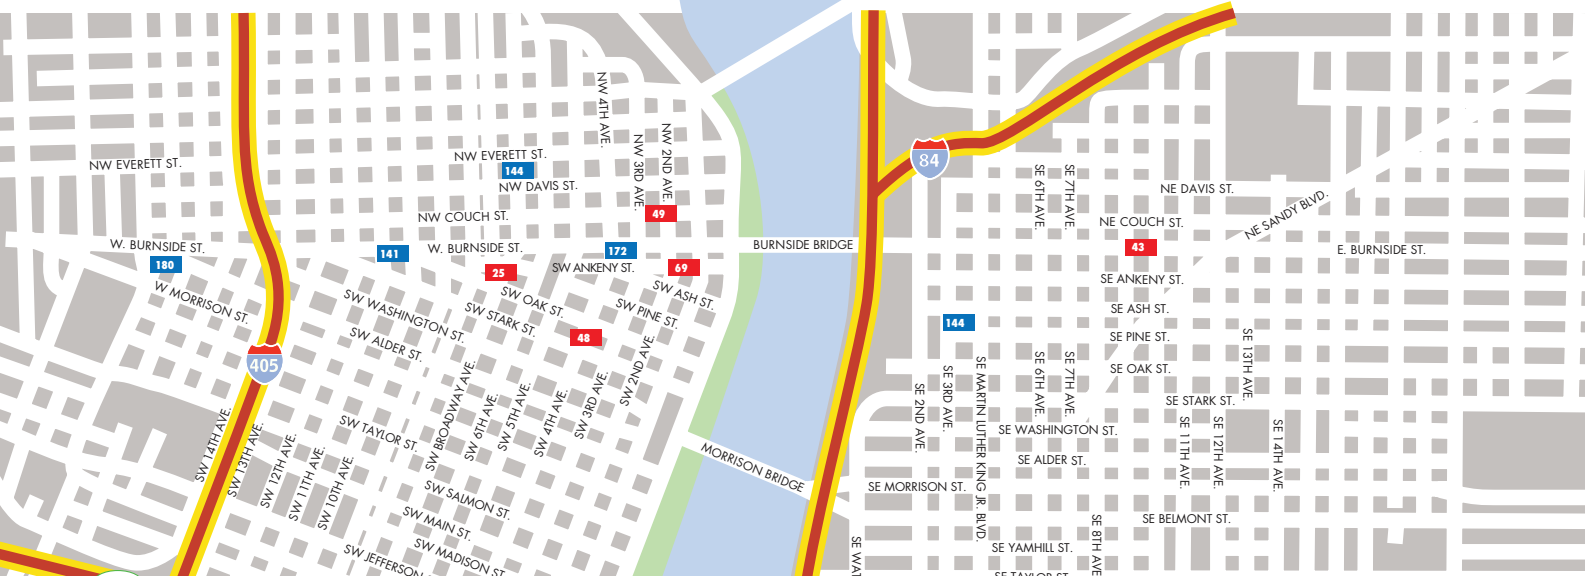 NW 4TH AVE.
NW 3RD AVE.
NW 2ND AVE.
NW EVERETT ST.
NW EVERETT ST.
144
NW DAVIS ST.
84
SE 6TH AVE.
SE 7TH AVE.
NE DAVIS ST.
NE SANDY BLVD.
NW COUCH ST.
49
NE COUCH ST.
W. BURNSIDE ST.
141
W. BURNSIDE ST.
172
BURNSIDE BRIDGE
43
E. BURNSIDE ST.
180
25
SW ANKENY ST.
69
SE ANKENY ST.
W MORRISON ST.
SW WASHINGTON ST.
SW OAK ST.
SW ASH ST.
SW STARK ST.
SW PINE ST.
SE ASH ST.
144
SW ALDER ST.
48
SE PINE ST.
405
SW 2ND AVE.
SE OAK ST.
SE 13TH AVE.
SE 6TH AVE.
SE 7TH AVE.
SE 2ND AVE.
SE 3RD AVE.
SE MARTIN LUTHER KING JR. BLVD.
SE STARK ST.
SW 14TH AVE.
SW 13TH AVE.
SW 12TH AVE.
SW 11TH AVE.
SW 10TH AVE.
SW TAYLOR ST.
SW BROADWAY AVE.
SW 6TH AVE.
SW 5TH AVE.
SW 4TH AVE.
SW 3RD AVE.
SE WASHINGTON ST.
SE 11TH AVE.
SE 12TH AVE.
SE 14TH AVE.
MORRISON BRIDGE
SE ALDER ST.
SE MORRISON ST.
SW SALMON ST.
SW MAIN ST.
SE BELMONT ST.
SE 8TH AVE
SW MADISON ST.
SW JEFFERSON
SE YAMHILL ST.
SE WAT
SE TAYLOR ST.